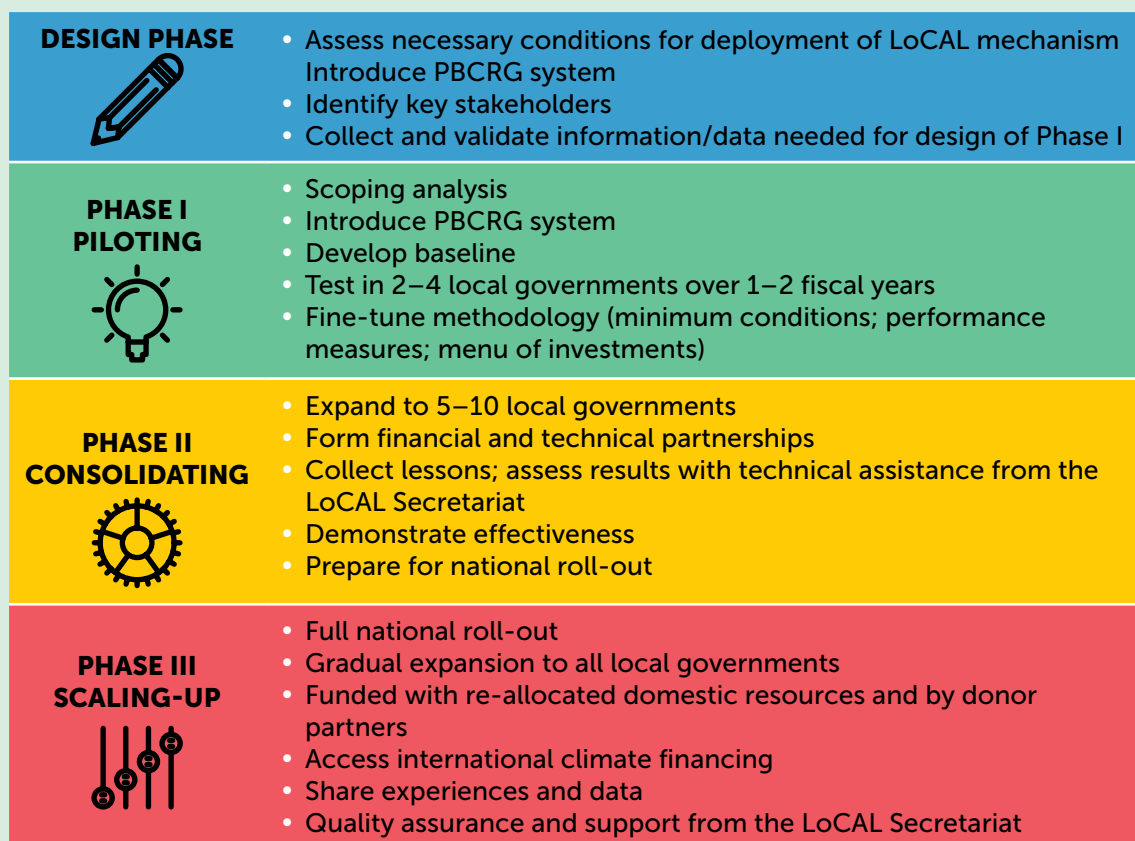 DESIGN PHASE
• Assess necessary conditions for deployment of LoCAL mechanism
Introduce PBCRG system
• Identify key stakeholders
• Collect and validate information/data needed for design of Phase I
PHASE I
PILOTING
• Scoping analysis
• Introduce PBCRG system
• Develop baseline
• Test in 2–4 local governments over 1–2 fiscal years
• Fine-tune methodology (minimum conditions; performance
measures; menu of investments)
PHASE II
CONSOLIDATING
• Expand to 5–10 local governments
• Form financial and technical partnerships
• Collect lessons; assess results with technical assistance from the
LoCAL Secretariat
• Demonstrate effectiveness
• Prepare for national roll-out
PHASE III
SCALING-UP
• Full national roll-out
• Gradual expansion to all local governments
• Funded with re-allocated domestic resources and by donor
partners
• Access international climate financing
• Share experiences and data
• Quality assurance and support from the LoCAL Secretariat